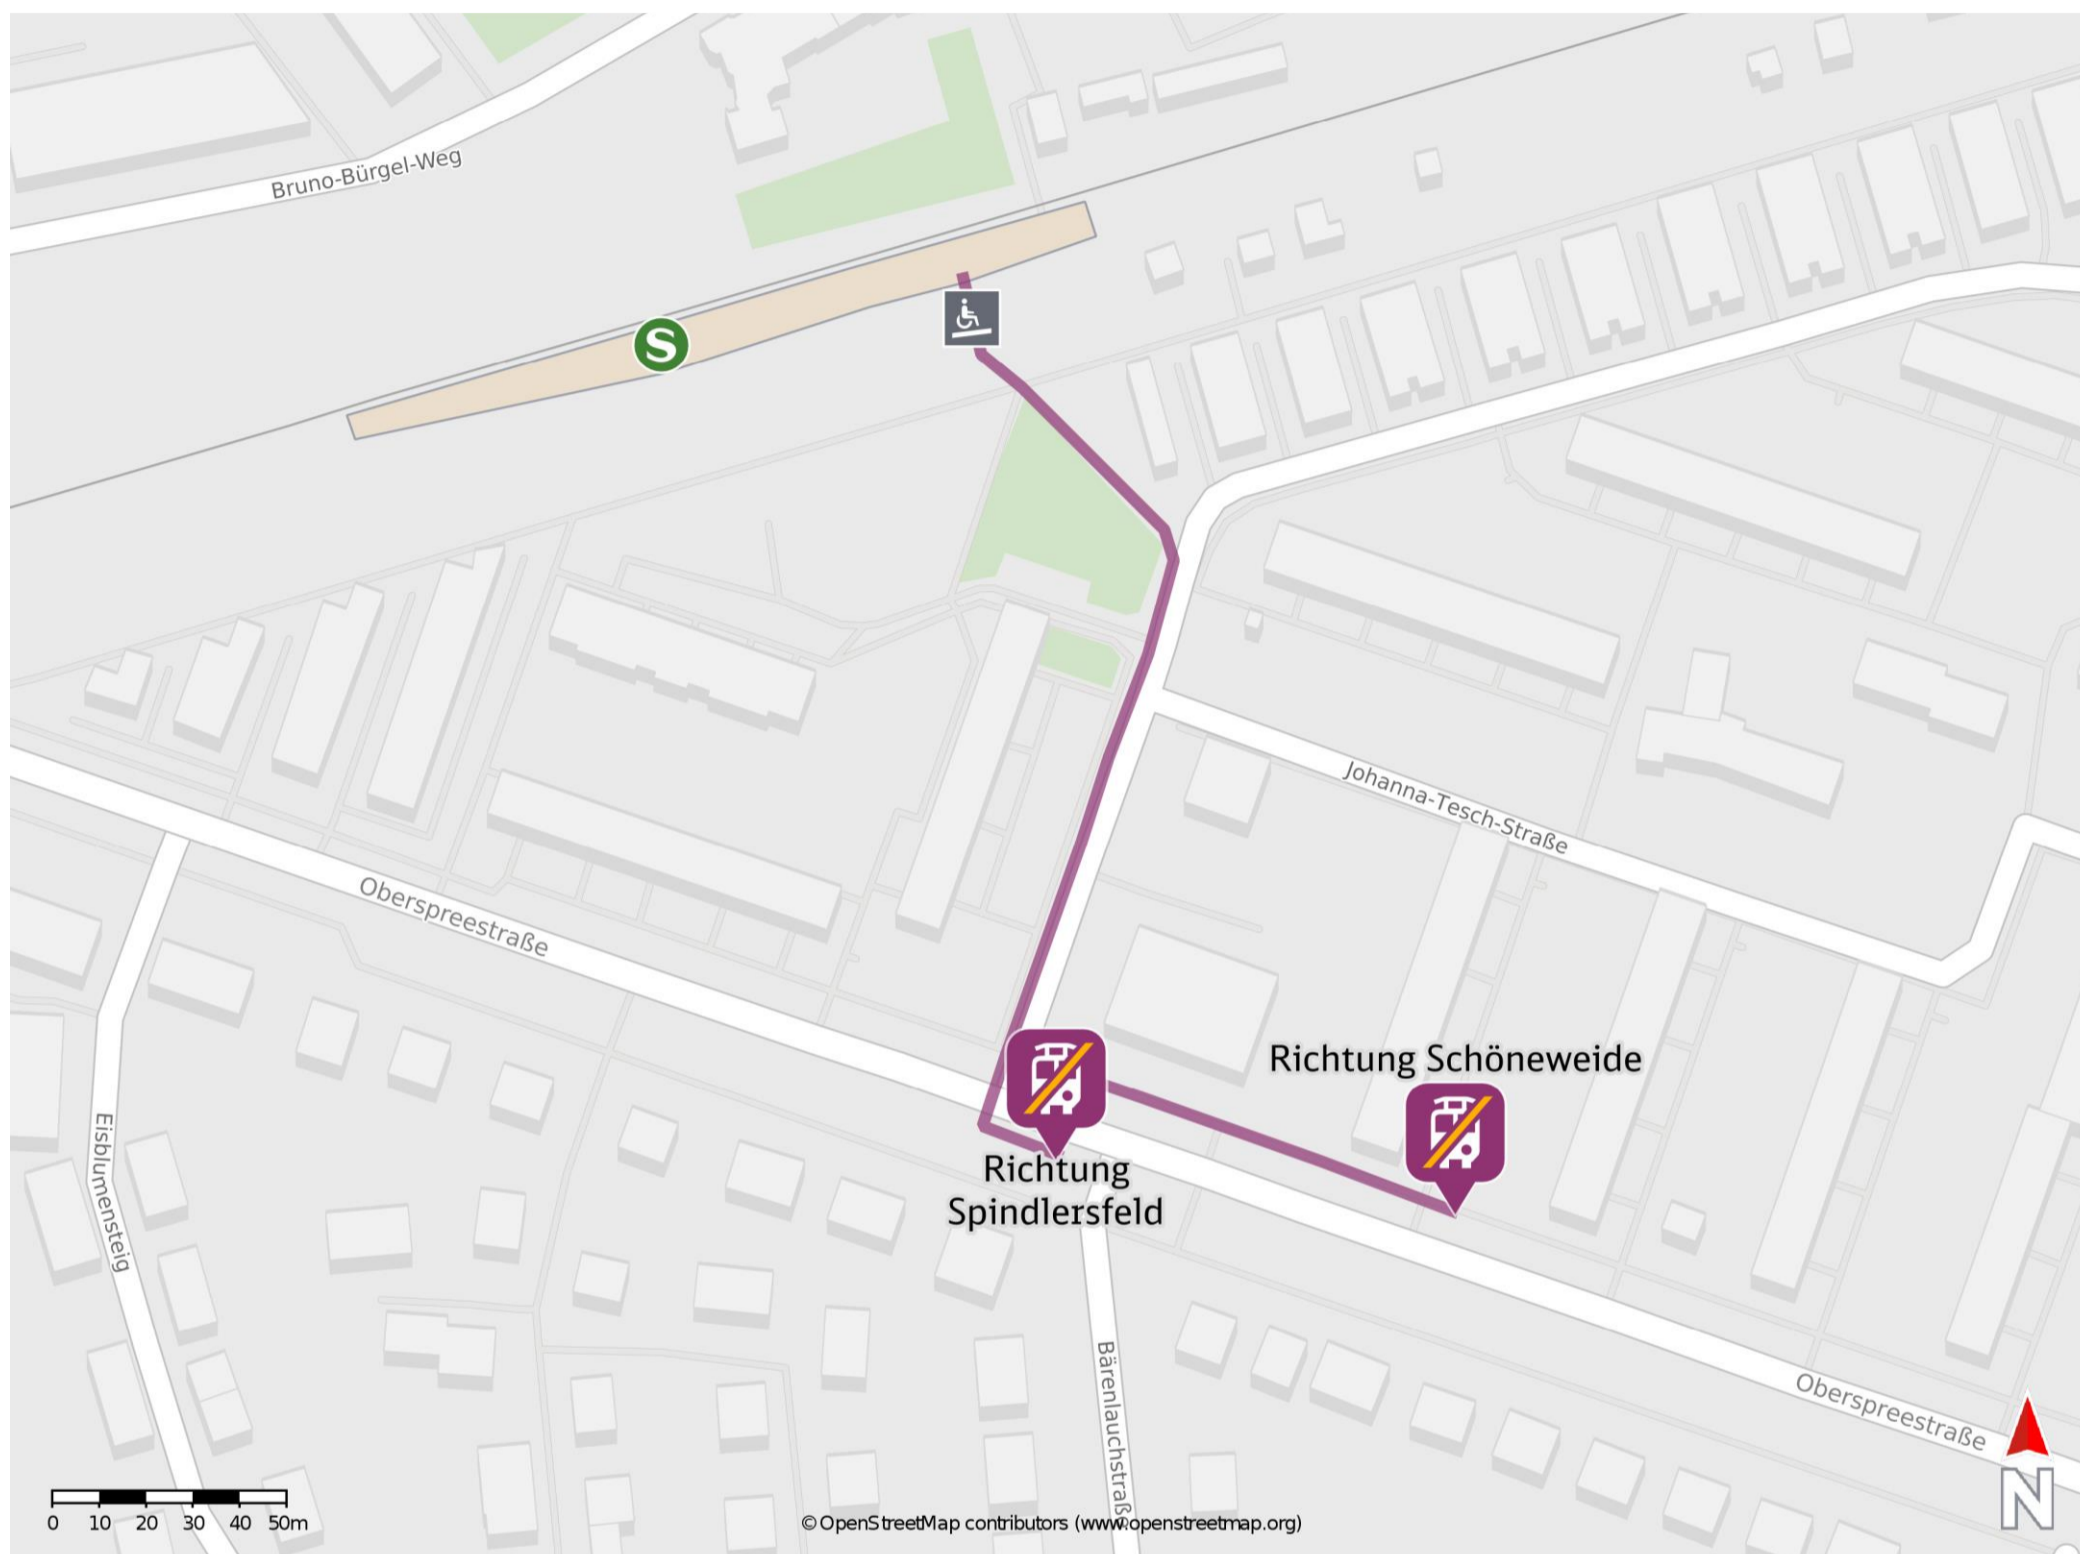 Bruno-Bürgel-Weg
S
Johanna-Tesch-Straße
Oberspreestraße
Richtung Schöneweide
Richtung
Spindlersfeld
Eisblumensteig
Bärenlauchstraße
Oberspreestraße
N
0 10 20 30 40 50m
© OpenStreetMap contributors (www.openstreetmap.org)